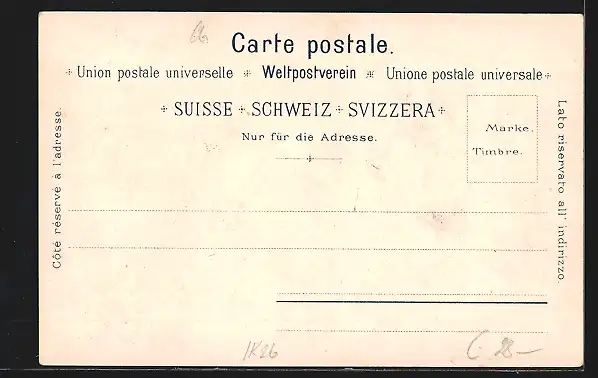 Carte postale.
Union postale universelle Weltpostverein Unione postale universale
SUISSE SCHWEIZ SVIZZERA
Nur für die Adresse.
Marke.
Timbre.
Côté réservé à l'adresse.
Lato riservato all' indirizzo.
1K26